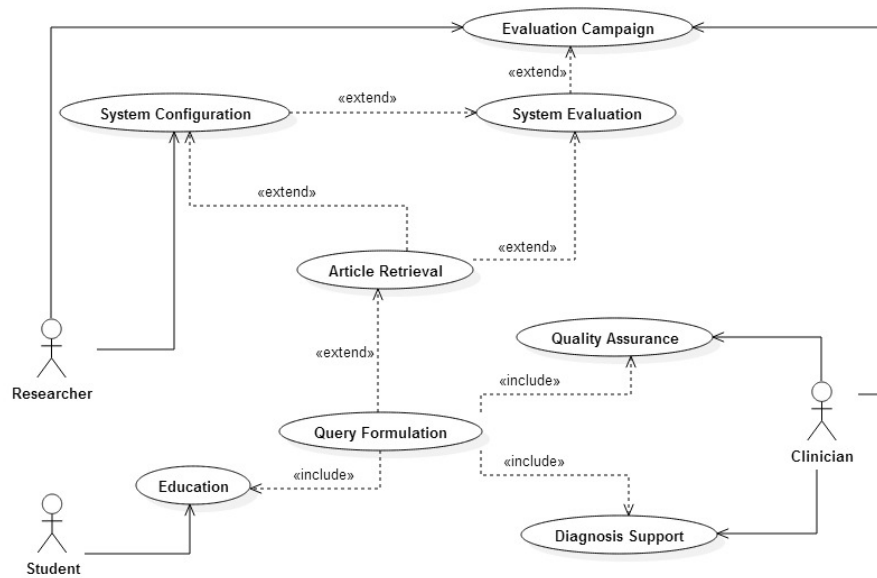 Evaluation Campaign
«extend»
System Configuration
«extend»
System Evaluation
«extend»
«extend»
Article Retrieval
Quality Assurance
«extend»
Researcher
«include»
Query Formulation
Clinician
«include»
«include»
Education
Diagnosis Support
Student